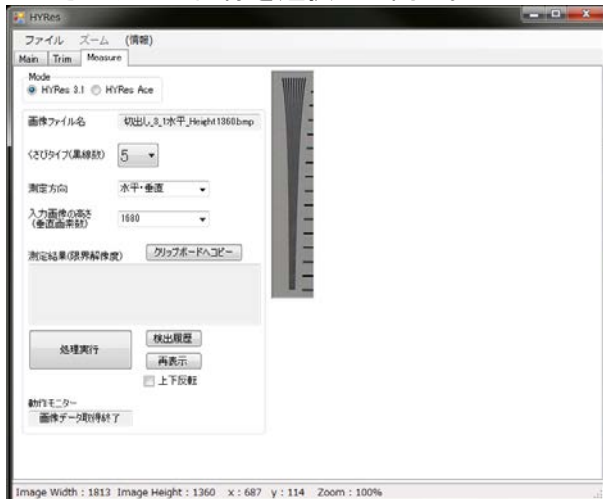 HYRes
ファイル ズーム (情報)
Main Trim Measure
Mode
HYRes 3.1 HYRes Ace
画像ファイル名 切出し_3_1水平_Height1360.bmp
くさびタイプ(黒線数) 5
測定方向 水平・垂直
入力画像の高さ
(垂直画素数) 1680
測定結果(限界解像度) クリップボードへコピー
処理実行
検出履歴
再表示
上下反転
動作モニター
画像データ取得終了
Image Width : 1813 Image Height : 1360 x : 687 y : 114 Zoom : 100%